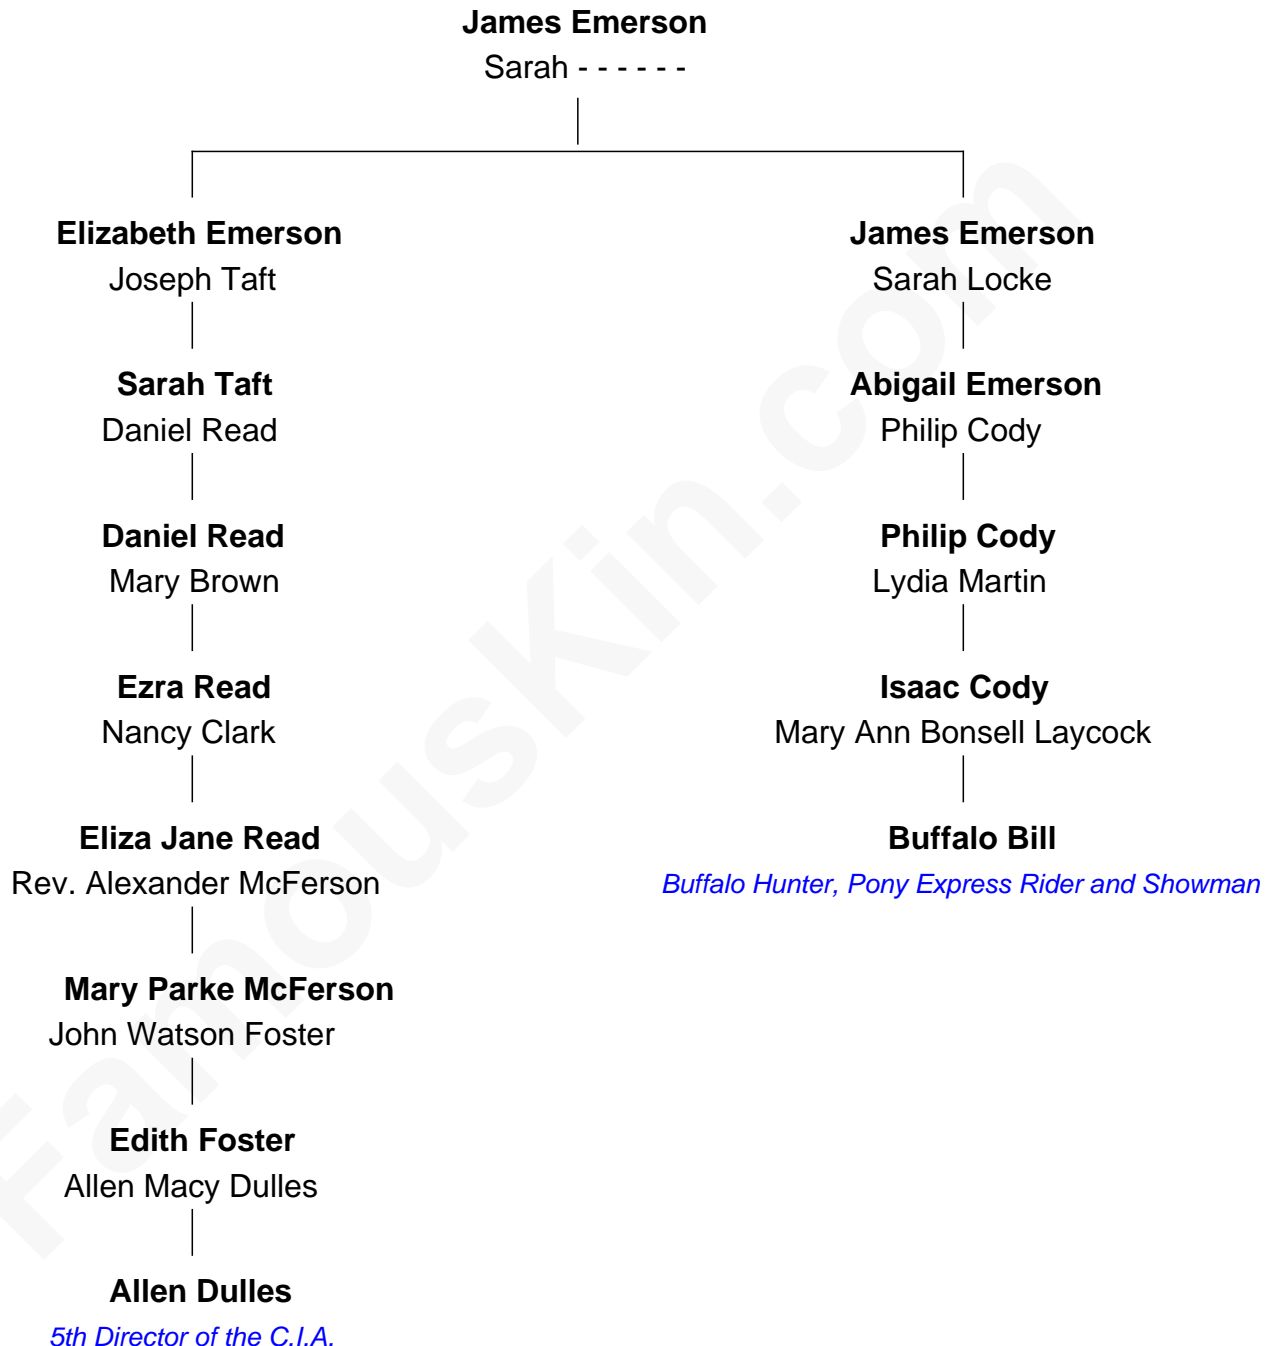 James Emerson
Sarah - - - - - -
Elizabeth Emerson
Joseph Taft
James Emerson
Sarah Locke
Sarah Taft
Daniel Read
Abigail Emerson
Philip Cody
Daniel Read
Mary Brown
Philip Cody
Lydia Martin
Ezra Read
Nancy Clark
Isaac Cody
Mary Ann Bonsell Laycock
Eliza Jane Read
Rev. Alexander McFerson
Buffalo Bill
Buffalo Hunter, Pony Express Rider and Showman
Mary Parke McFerson
John Watson Foster
Edith Foster
Allen Macy Dulles
Allen Dulles
5th Director of the C.I.A.
FamousKin.com